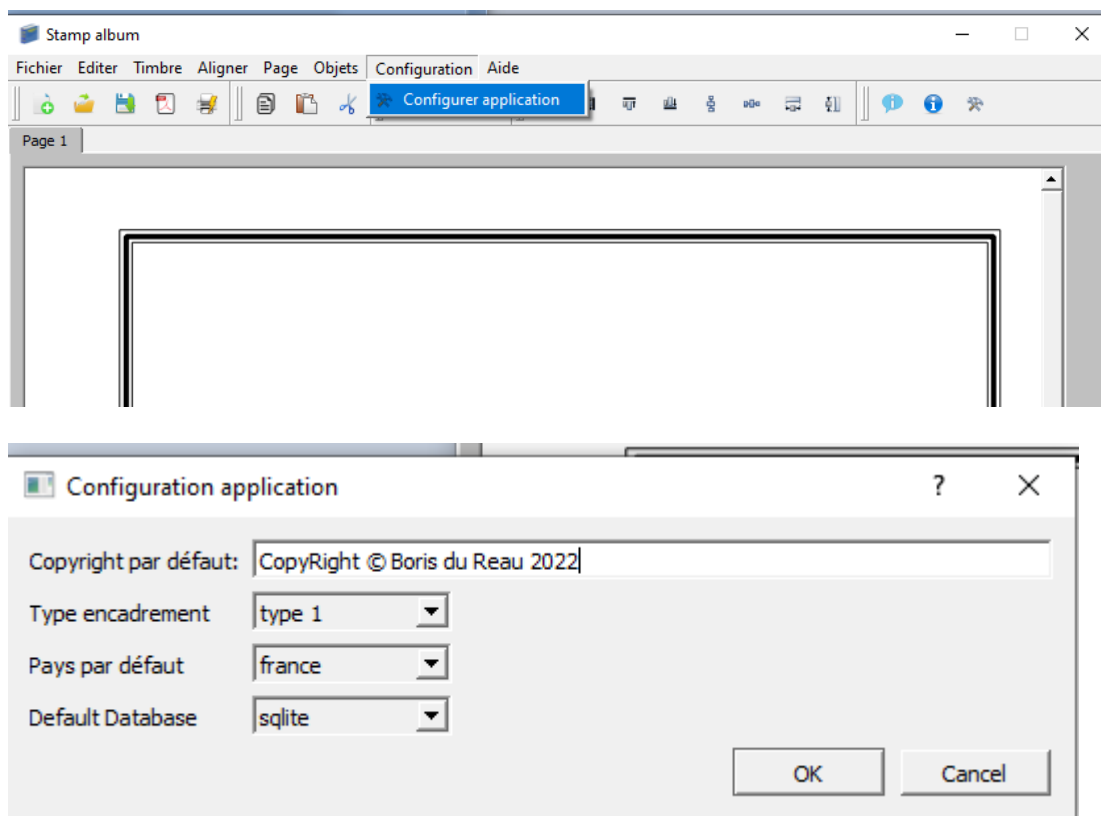 Stamp album
Fichier Editer Timbre Aligner Page Objets Configuration Aide
Configurer application
Page 1
Configuration application
Copyright par défaut: CopyRight © Boris du Reau 2022
Type encadrement type 1
Pays par défaut france
Default Database sqlite
OK Cancel